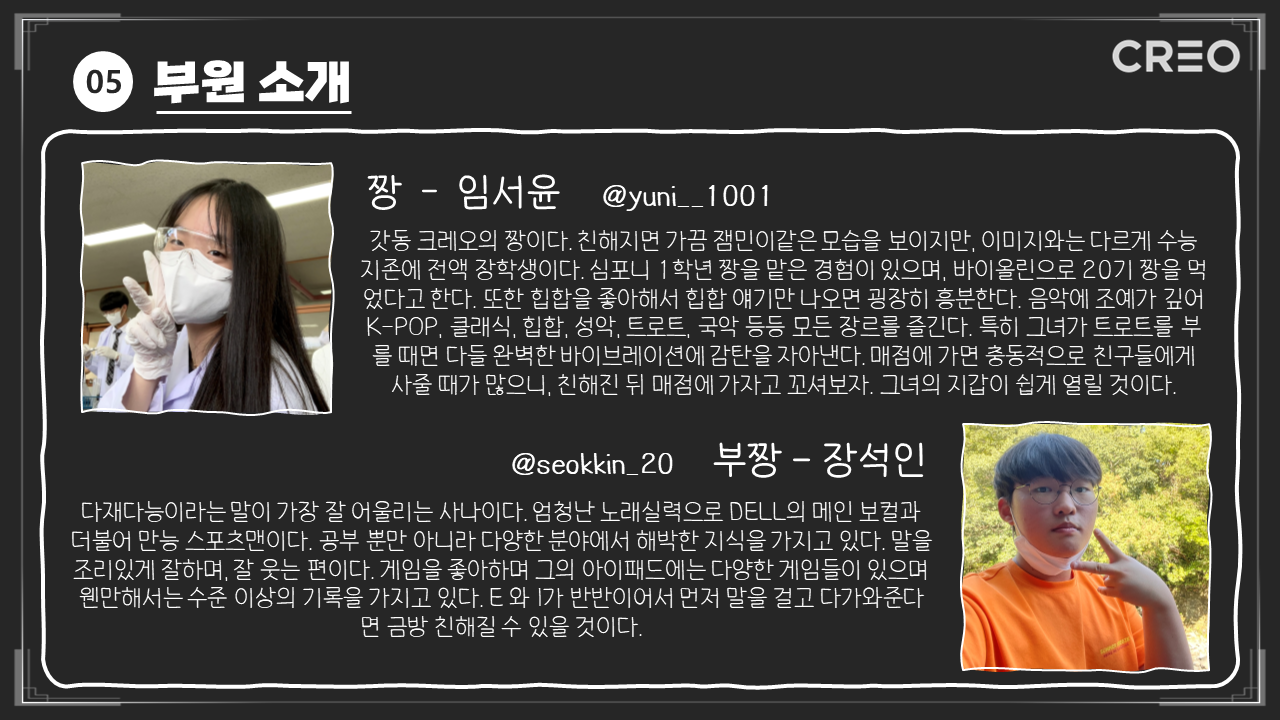 CREO
05 부원 소개
짱 - 임서윤 @yuni__1001
갓동 크레오의 짱이다. 친해지면 가끔 잼민이같은 모습을 보이지만, 이미지와는 다르게 수능
지존에 전액 장학생이다. 심포니 1학년 짱을 맡은 경험이 있으며, 바이올린으로 20기 짱을 먹
었다고 한다. 또한 힙합을 좋아해서 힙합 얘기만 나오면 굉장히 흥분한다. 음악에 조예가 깊어
K-POP, 클래식, 힙합, 성악, 트로트, 국악 등등 모든 장르를 즐긴다. 특히 그녀가 트로트를 부
를 때면 다들 완벽한 바이브레이션에 감탄을 자아낸다. 매점에 가면 충동적으로 친구들에게
사줄 때가 많으니, 친해진 뒤 매점에 가자고 꼬셔보자. 그녀의 지갑이 쉽게 열릴 것이다.
@seokkin_20 부짱 - 장석인
다재다능이라는 말이 가장 잘 어울리는 사나이다. 엄청난 노래실력으로 DELL의 메인 보컬과
더불어 만능 스포츠맨이다. 공부 뿐만 아니라 다양한 분야에서 해박한 지식을 가지고 있다. 말을
조리있게 잘하며, 잘 웃는 편이다. 게임을 좋아하며 그의 아이패드에는 다양한 게임들이 있으며
웬만해서는 수준 이상의 기록을 가지고 있다. E 와 I가 반반이어서 먼저 말을 걸고 다가와준다
면 금방 친해질 수 있을 것이다.